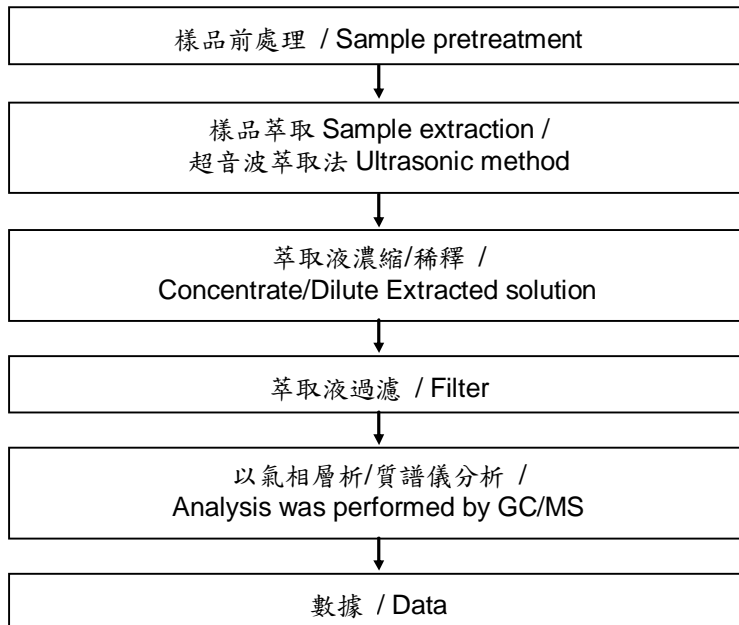 樣品前處理 / Sample pretreatment
樣品萃取 Sample extraction /
超音波萃取法 Ultrasonic method
萃取液濃縮/稀釋 /
Concentrate/Dilute Extracted solution
萃取液過濾 / Filter
以氣相層析/質譜儀分析 /
Analysis was performed by GC/MS
數據 / Data